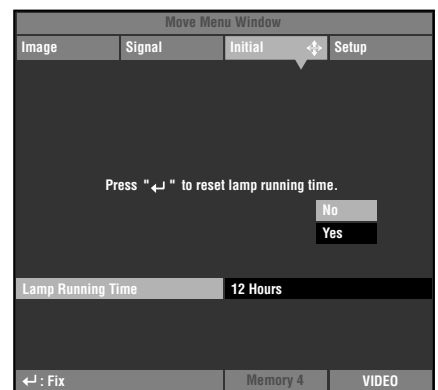 Move Menu Window
Image Signal Initial Setup
Press "↵" to reset lamp running time.
No
Yes
Lamp Running Time 12 Hours
↵ : Fix Memory 4 VIDEO